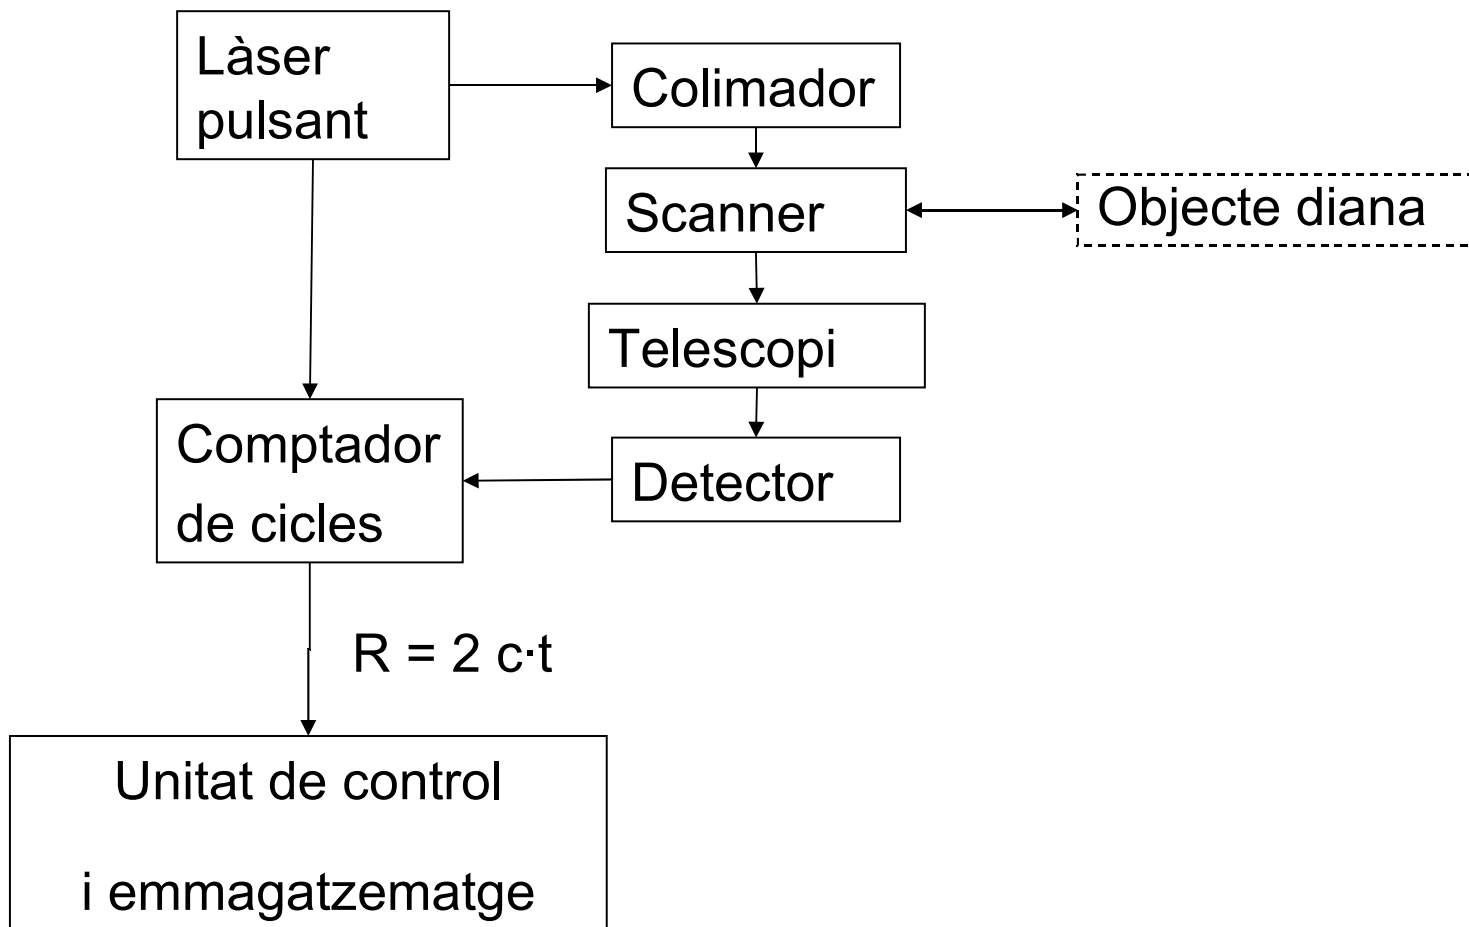 Làser
pulsant
Colimador
Scanner
Objecte diana
Telescopi
Comptador
de cicles
Detector
R = 2 c·t
Unitat de control
i emmagatzematge